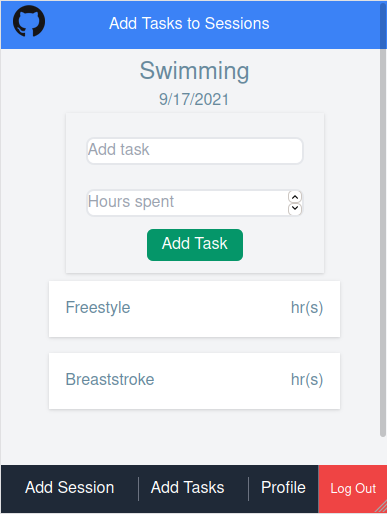 Add Tasks to Sessions
Swimming
9/17/2021
Add task
Hours spent
Add Task
Freestyle hr(s)
Breaststroke hr(s)
Add Session Add Tasks Profile Log Out